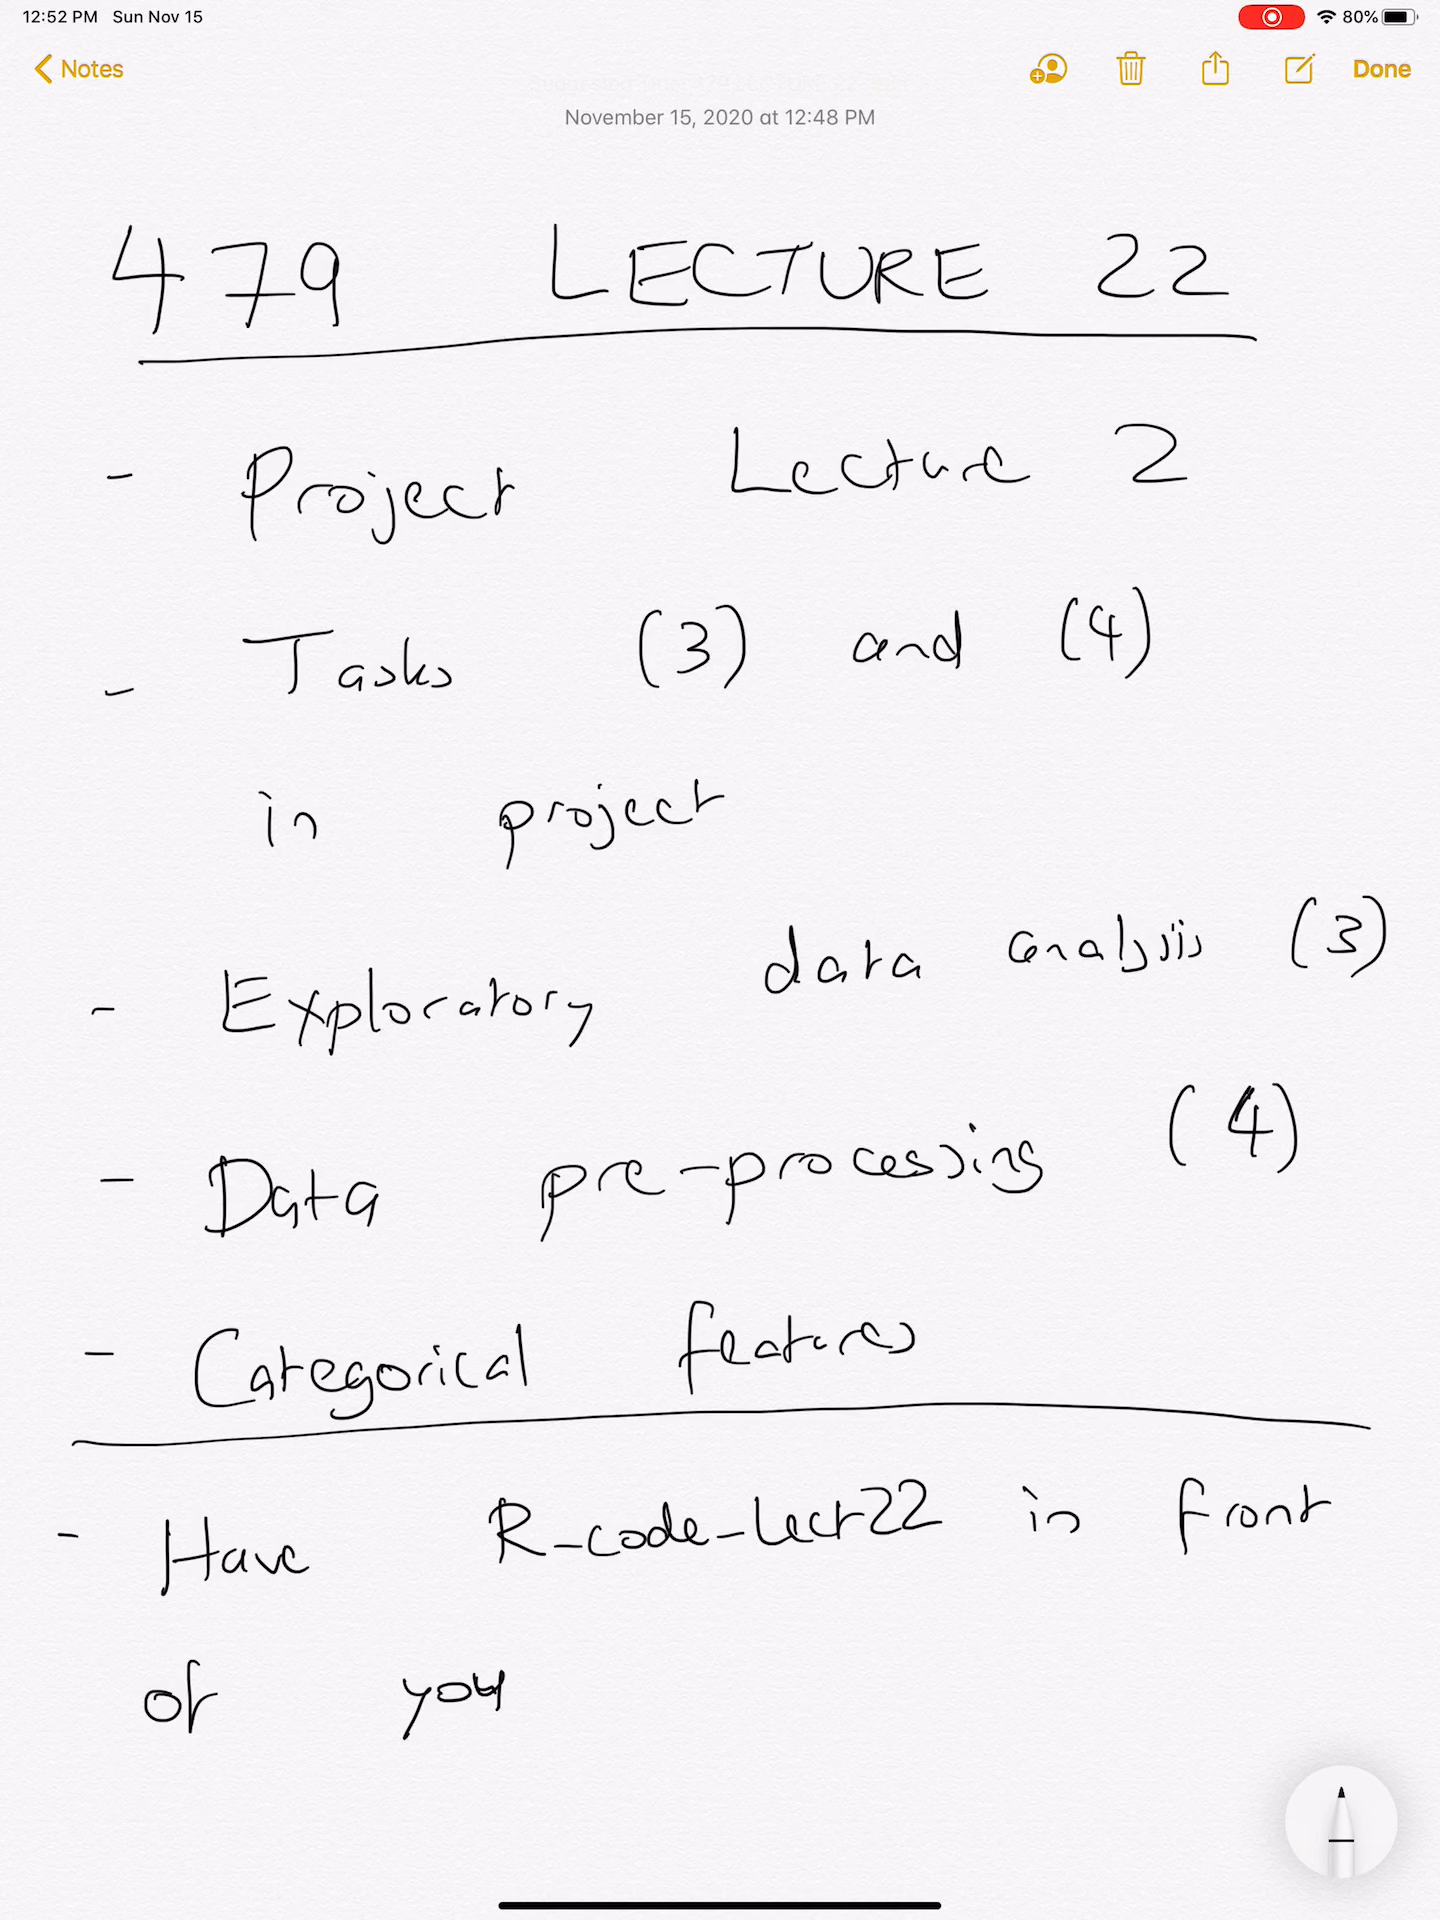 12:52 PM Sun Nov 15 80%
Notes Done
November 15, 2020 at 12:48 PM
479 LECTURE 22
- Project Lecture 2
- Tasks (3) and (4)
in project
- Exploratory data analysis (3)
- Data pre-processing (4)
- Categorical features
- Have R-code-lect22 in front
of you